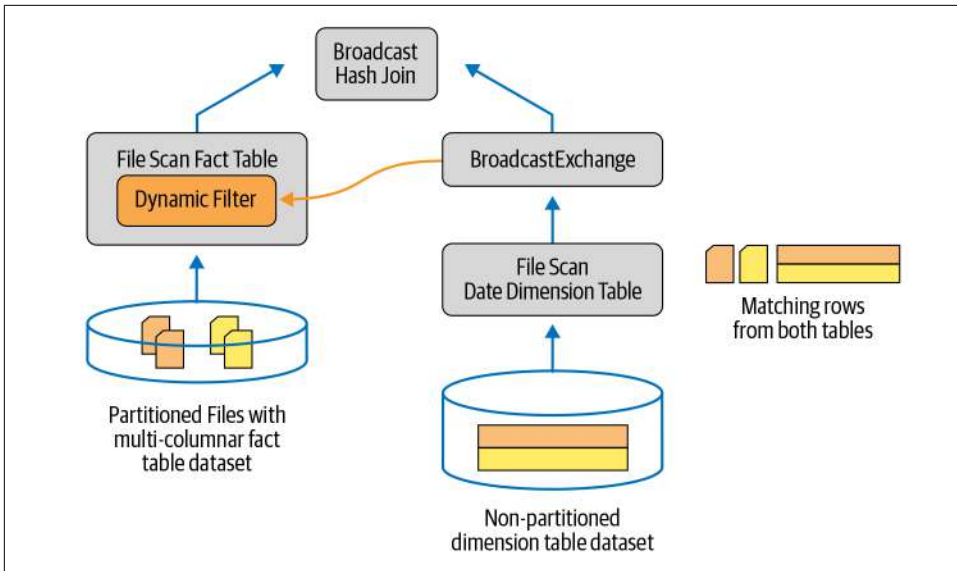 Broadcast
Hash Join
File Scan Fact Table
Dynamic Filter
BroadcastExchange
File Scan
Date Dimension Table
Matching rows
from both tables
Partitioned Files with
multi-columnar fact
table dataset
Non-partitioned
dimension table dataset